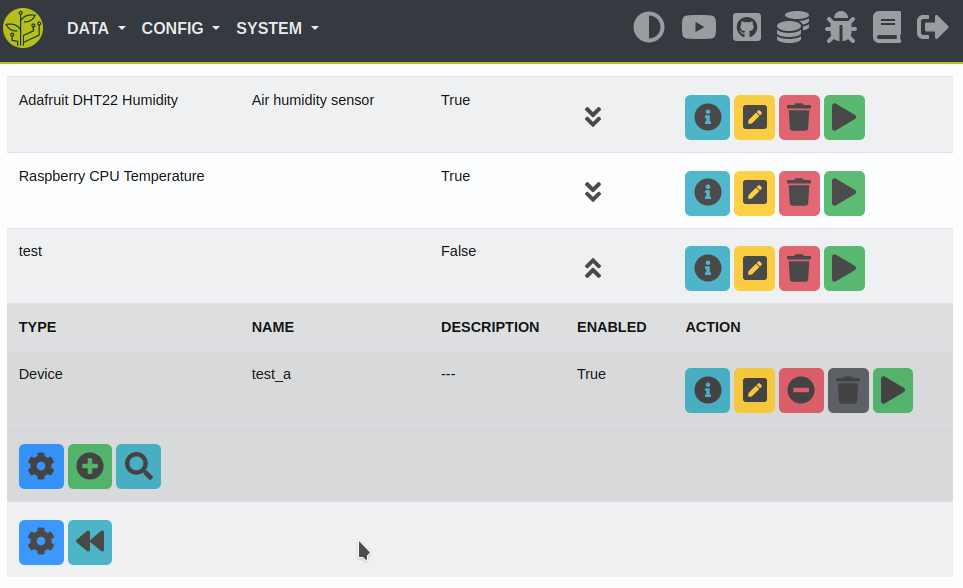 DATA CONFIG SYSTEM
Adafruit DHT22 Humidity Air humidity sensor True
Raspberry CPU Temperature True
test False
TYPE NAME DESCRIPTION ENABLED ACTION
Device test_a --- True